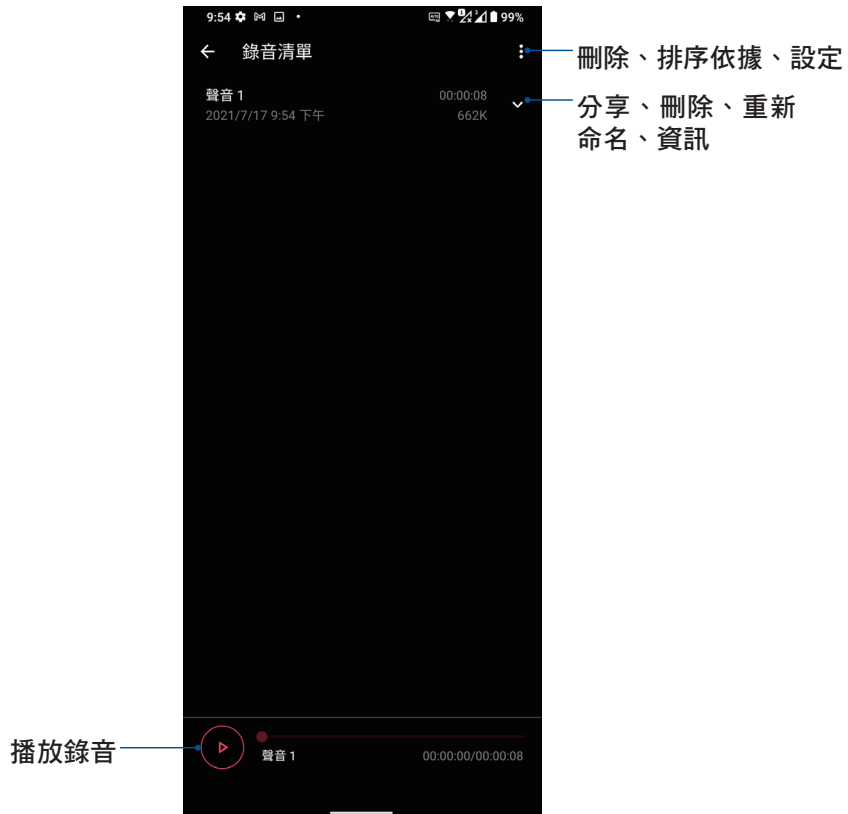 9:54
99%
錄音清單
刪除、排序依據、設定
聲音 1
00:00:08
2021/7/17 9:54 下午
662K
分享、刪除、重新
命名、資訊
播放錄音
聲音 1
00:00:00/00:00:08